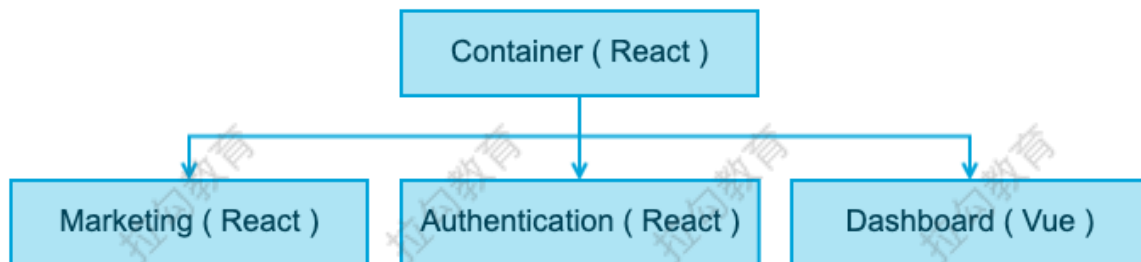 Container ( React )
Marketing ( React )
Authentication ( React )
Dashboard ( Vue )
拉勾教育
拉勾教育
拉勾教育
拉勾教育